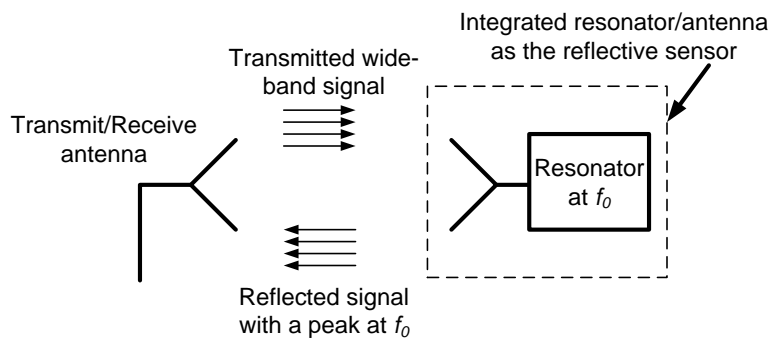 Integrated resonator/antenna
as the reflective sensor
Transmitted wide-
band signal
Transmit/Receive
antenna
Resonator
at f0
Reflected signal
with a peak at f0